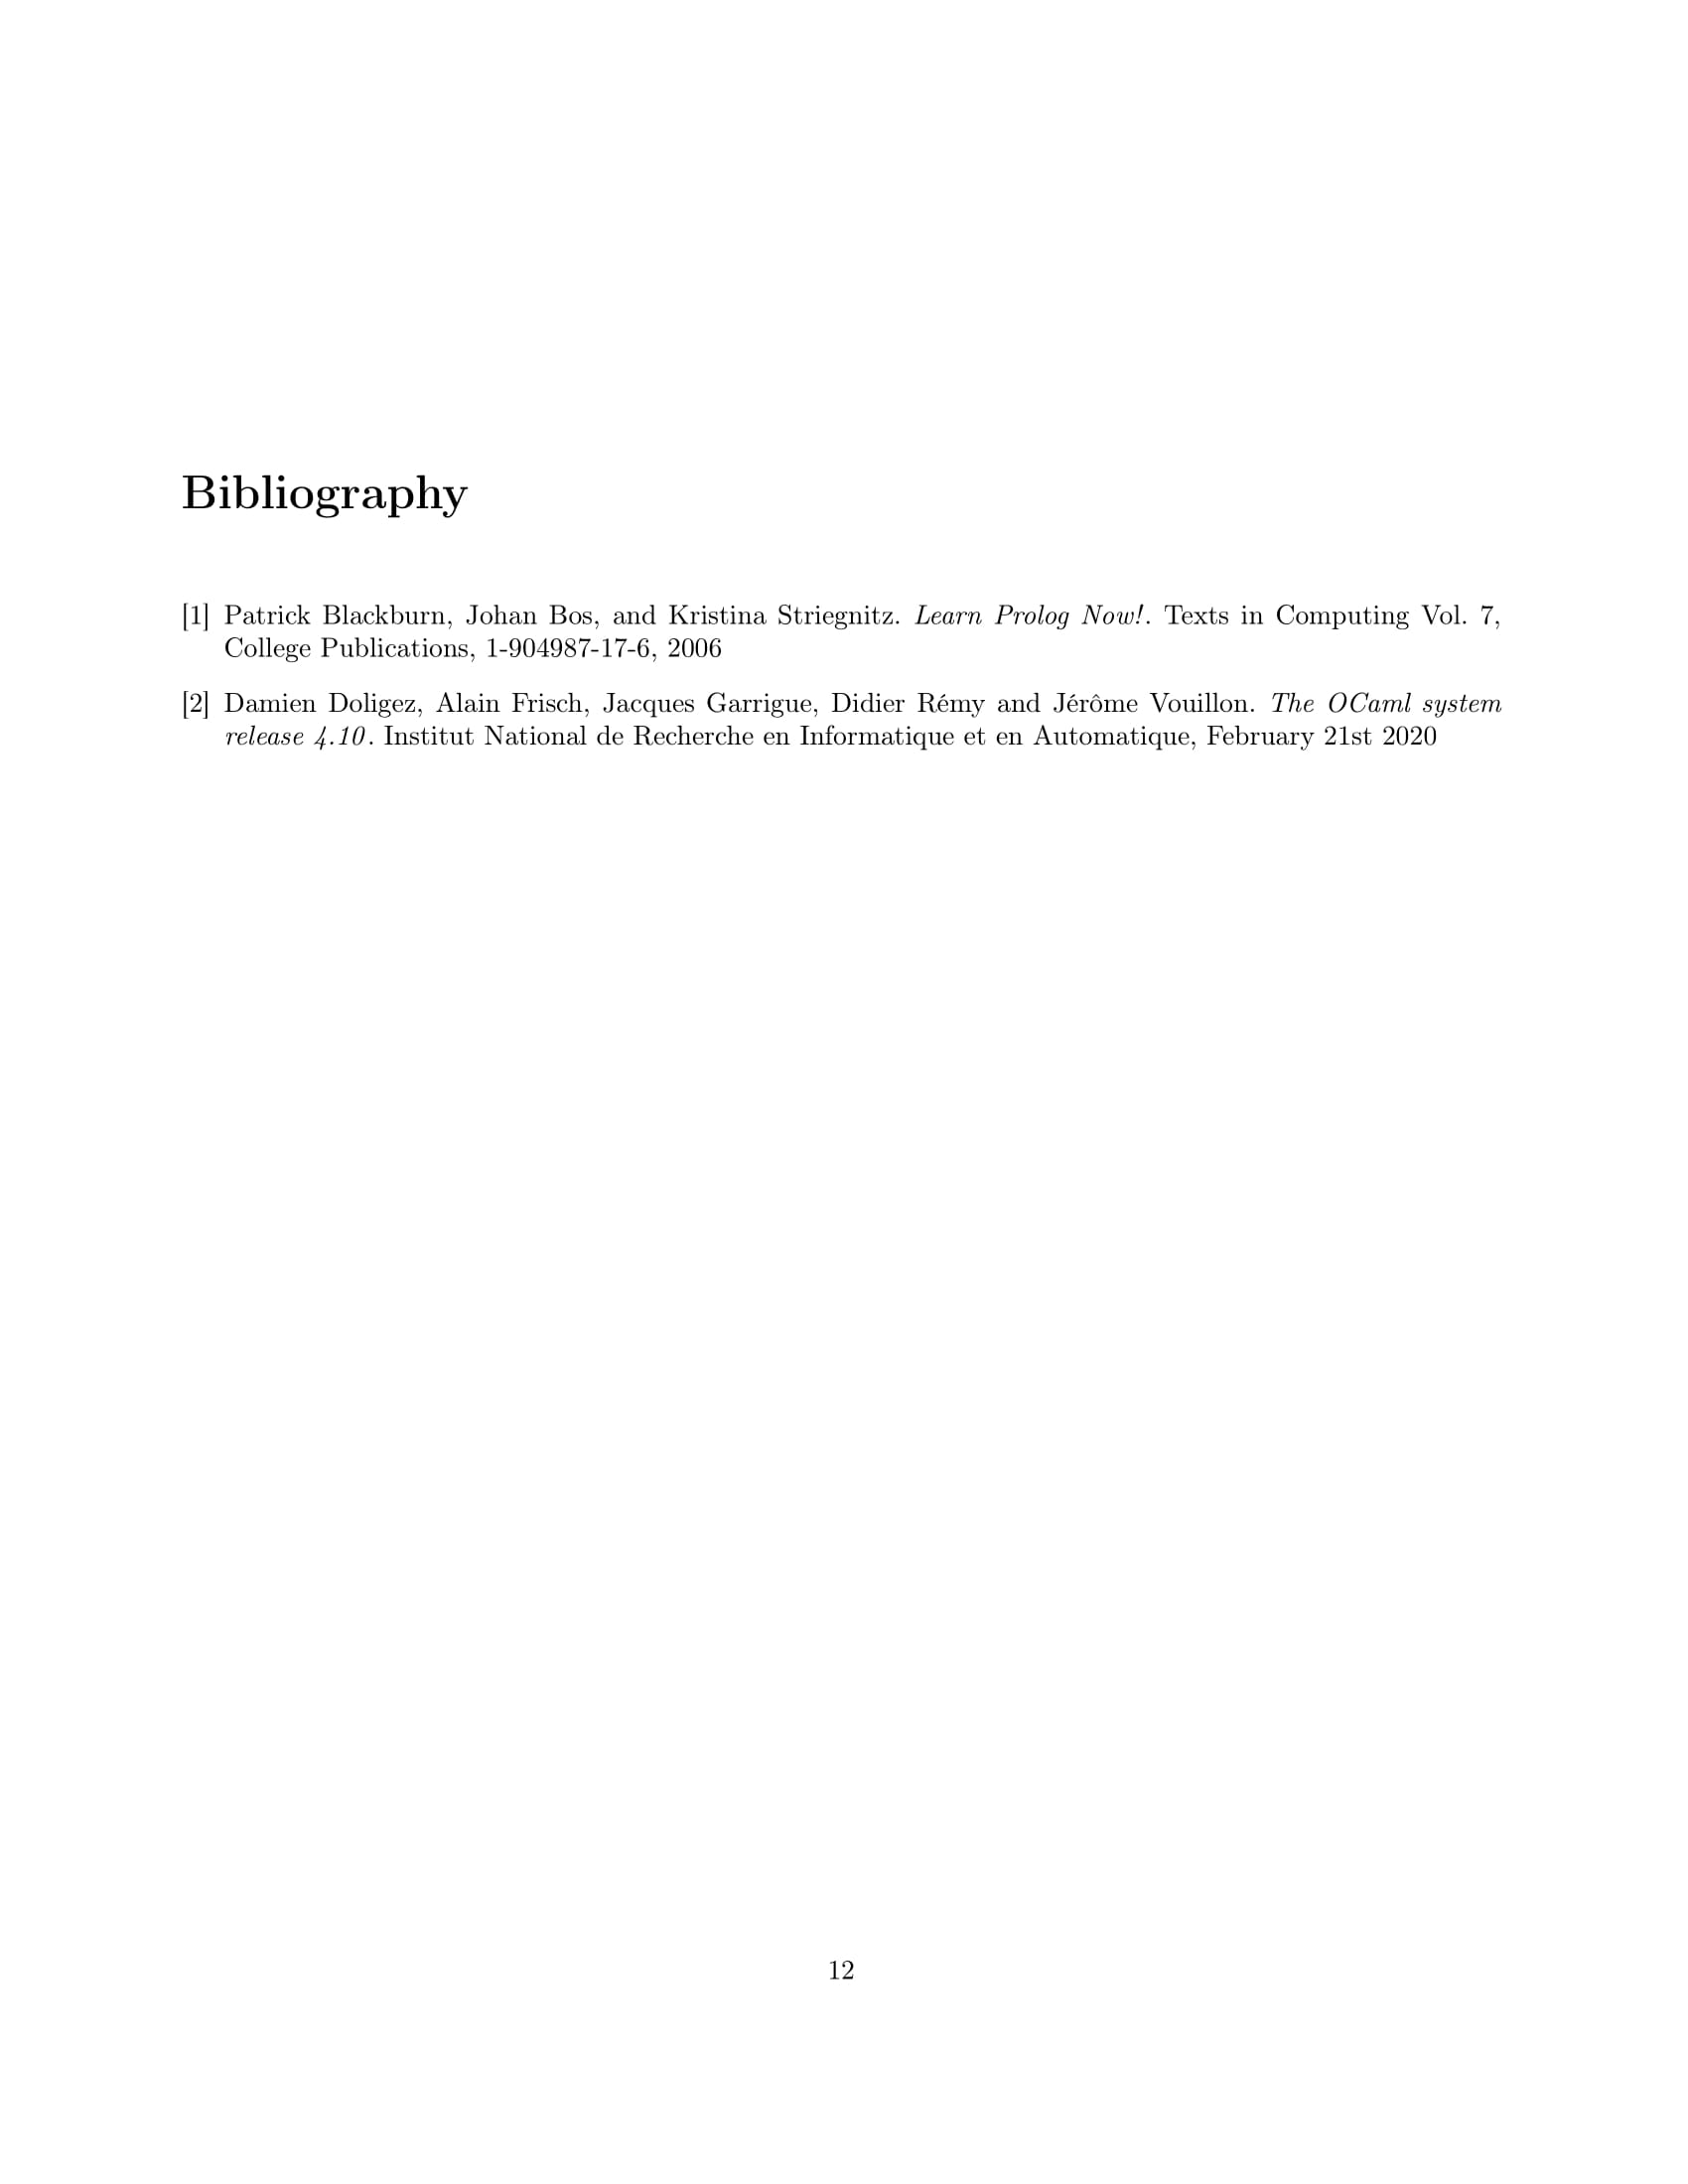 Bibliography
[1] Patrick Blackburn, Johan Bos, and Kristina Striegnitz. Learn Prolog Now!. Texts in Computing Vol. 7,
College Publications, 1-904987-17-6, 2006
[2] Damien Doligez, Alain Frisch, Jacques Garrigue, Didier Rémy and Jérôme Vouillon. The OCaml system
release 4.10. Institut National de Recherche en Informatique et en Automatique, February 21st 2020
12